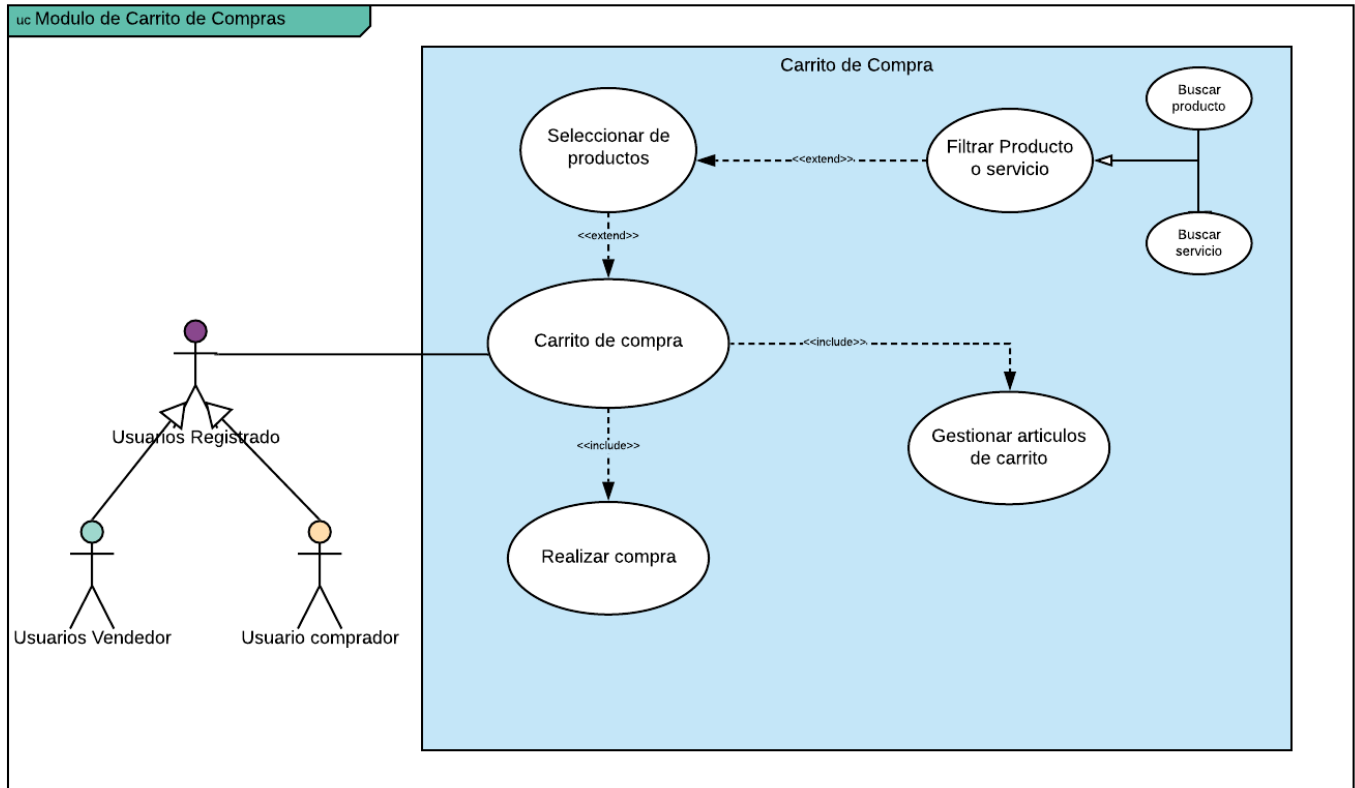 uc Modulo de Carrito de Compras
Carrito de Compra
Buscar
producto
Seleccionar de
productos
<<extend>>
Filtrar Producto
o servicio
Buscar
servicio
<<extend>>
Carrito de compra
<<include>>
Usuarios Registrado
<<include>>
Gestionar articulos
de carrito
Realizar compra
Usuarios Vendedor
Usuario comprador